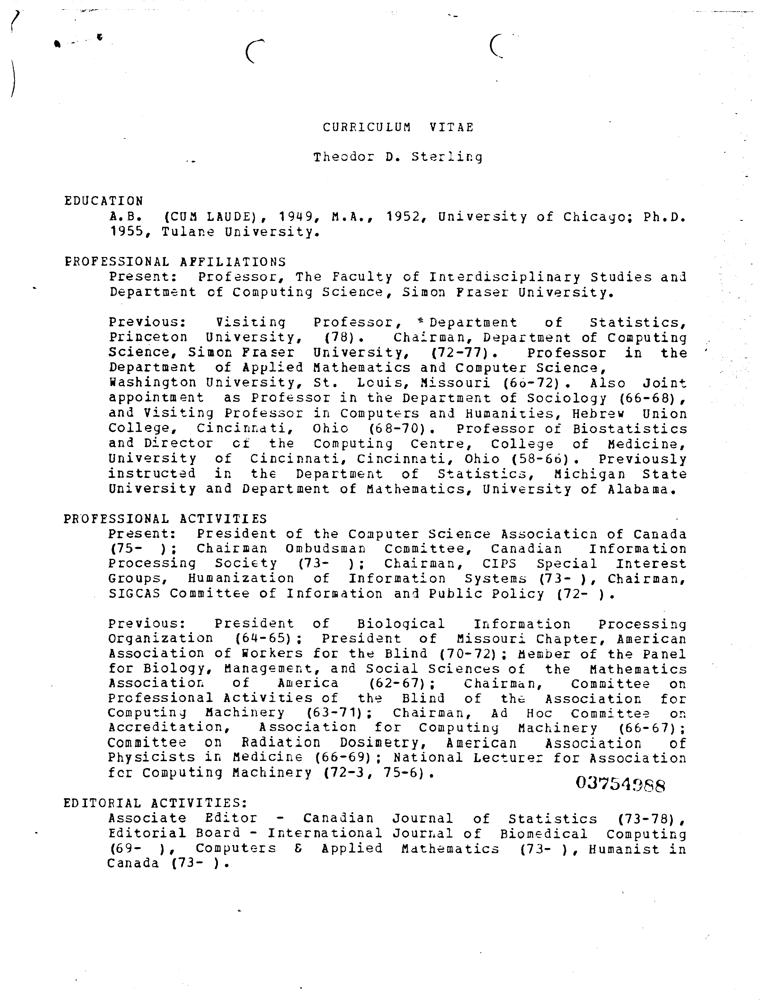 CURRICULUM VITAE
Theodor D. Sterling
EDUCATION
A.B. (CUM LAUDE), 1949, M.A., 1952, University of Chicago; Ph.D.
1955, Tulane University.
PROFESSIONAL AFFILIATIONS
Present: Professor, The Faculty of Interdisciplinary Studies and
Department of Computing Science, Simon Fraser University.
Previous: Visiting Professor, *Department of Statistics,
Princeton University, (78). Chairman, Department of Computing
Science, Simon Fraser University, (72-77). Professor in the
Department of Applied Mathematics and Computer Science,
Washington University, St. Louis, Missouri (66-72). Also Joint
appointment as Professor in the Department of Sociology (66-68),
and Visiting Professor in Computers and Humanities, Hebrew Union
College, Cincinnati, Ohio (68-70). Professor of Biostatistics
and Director of the Computing Centre, College of Medicine,
University of Cincinnati, Cincinnati, Ohio (58-66). Previously
instructed in the Department of Statistics, Michigan State
University and Department of Mathematics, University of Alabama.
PROFESSIONAL ACTIVITIES
Present: President of the Computer Science Association of Canada
(75- ); Chairman Ombudsman Committee, Canadian Information
Processing Society (73- ); Chairman, CIPS Special Interest
Groups, Humanization of Information Systems (73- ), Chairman,
SIGCAS Committee of Information and Public Policy (72- ).
Previous: President of Biological Information Processing
Organization (64-65); President of Missouri Chapter, American
Association of Workers for the Blind (70-72); Member of the Panel
for Biology, Management, and Social Sciences of the Mathematics
Association of America (62-67); Chairman, Committee on
Professional Activities of the Blind of the Association for
Computing Machinery (63-71); Chairman, Ad Hoc Committee on
Accreditation, Association for Computing Machinery (66-67);
Committee on Radiation Dosimetry, American Association of
Physicists in Medicine (66-69); National Lecturer for Association
for Computing Machinery (72-3, 75-6).
03754988
EDITORIAL ACTIVITIES:
Associate Editor - Canadian Journal of Statistics (73-78),
Editorial Board - International Journal of Biomedical Computing
(69- ), Computers & Applied Mathematics (73- ), Humanist in
Canada (73- ).